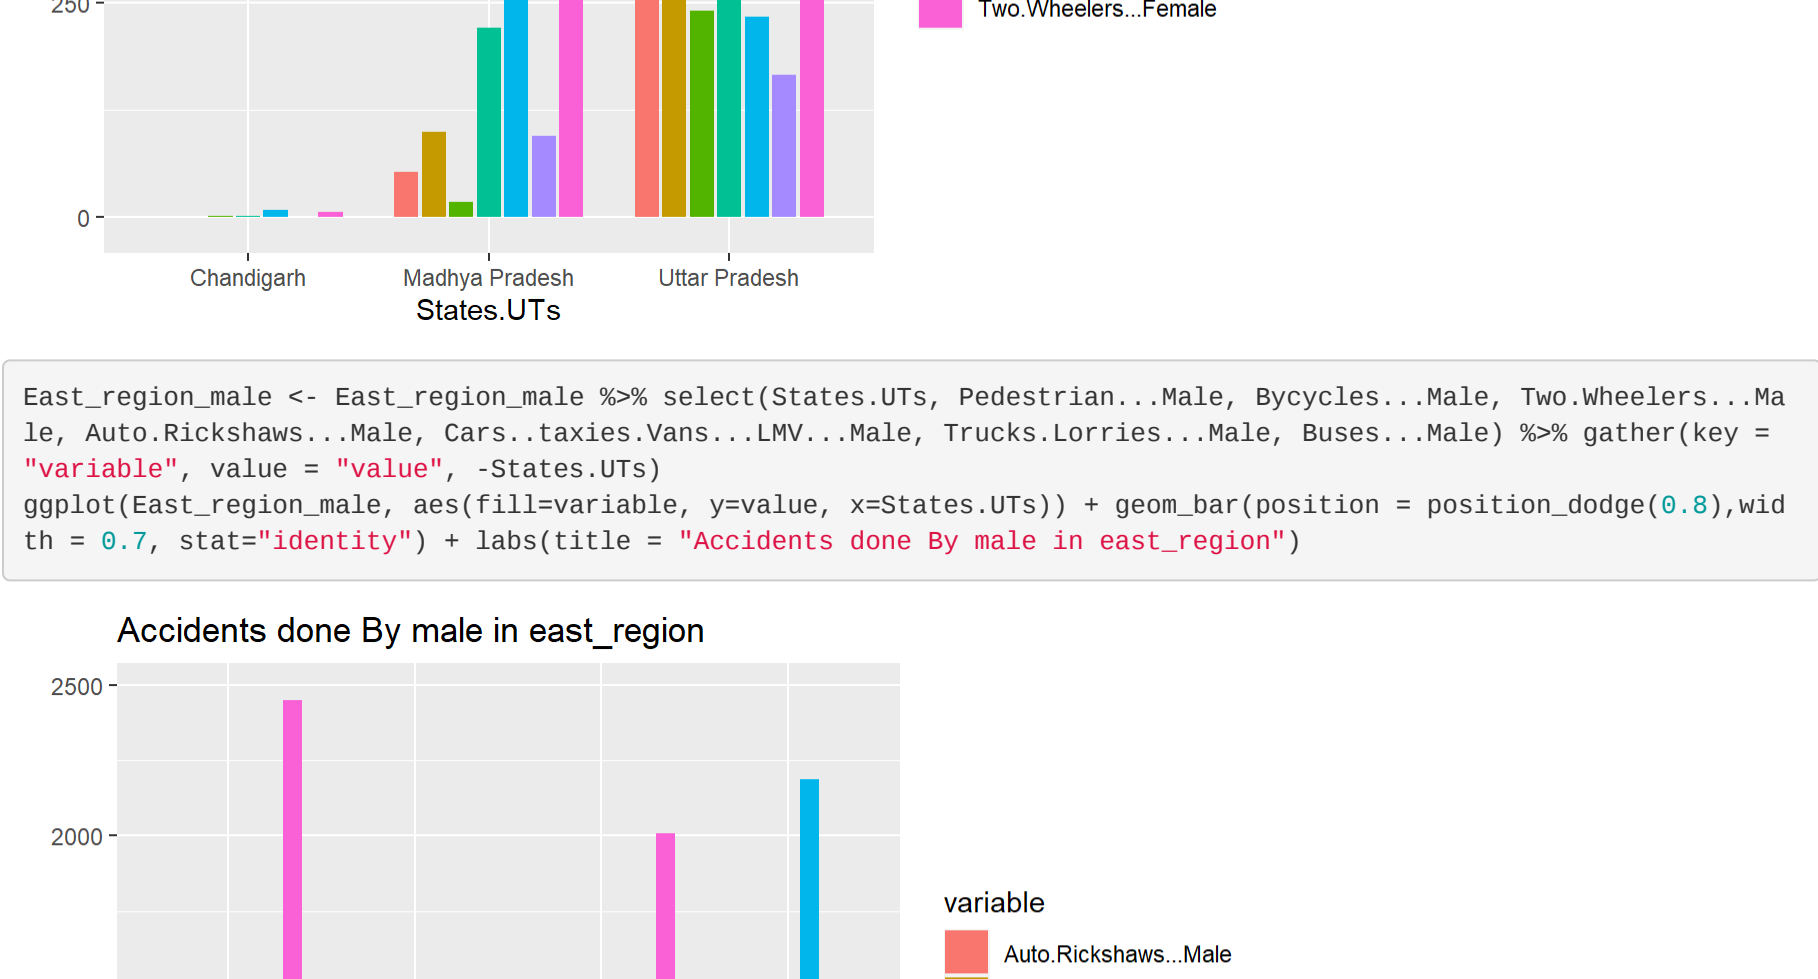 250
Two.Wheelers...Female
0
Chandigarh Madhya Pradesh Uttar Pradesh
States.UTs
East_region_male <- East_region_male %>% select(States.UTs, Pedestrian...Male, Bycycles...Male, Two.Wheelers...Ma
le, Auto.Rickshaws...Male, Cars..taxies.Vans...LMV...Male, Trucks.Lorries...Male, Buses...Male) %>% gather(key =
"variable", value = "value", -States.UTs)
ggplot(East_region_male, aes(fill=variable, y=value, x=States.UTs)) + geom_bar(position = position_dodge(0.8),wid
th = 0.7, stat="identity") + labs(title = "Accidents done By male in east_region")
Accidents done By male in east_region
2500
2000
variable
Auto.Rickshaws...Male